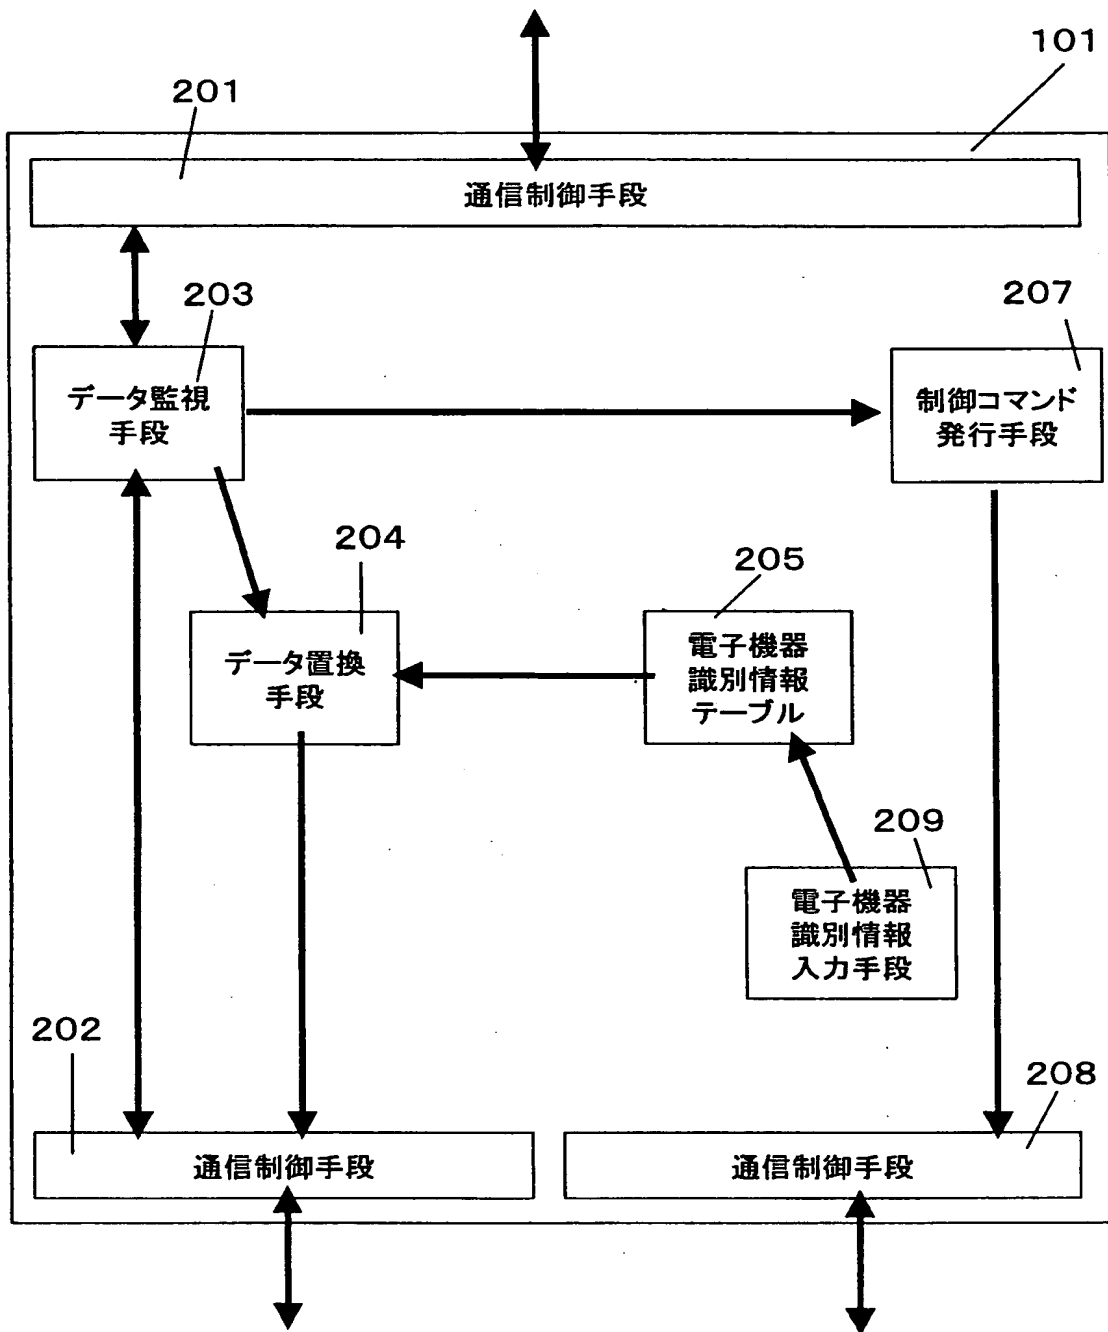 101
201
通信制御手段
203
207
データ監視
手段
制御コマンド
発行手段
204
205
データ置換
手段
電子機器
識別情報
テーブル
209
電子機器
識別情報
入力手段
202
208
通信制御手段
通信制御手段